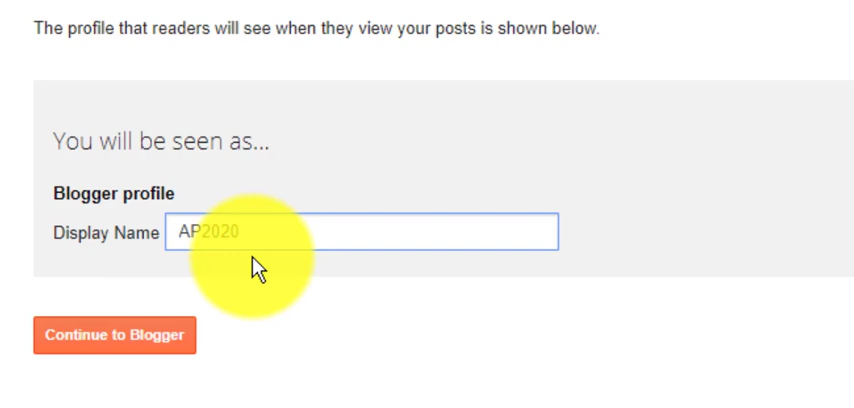 The profile that readers will see when they view your posts is shown below.
You will be seen as...
Blogger profile
Display Name AP2020
Continue to Blogger